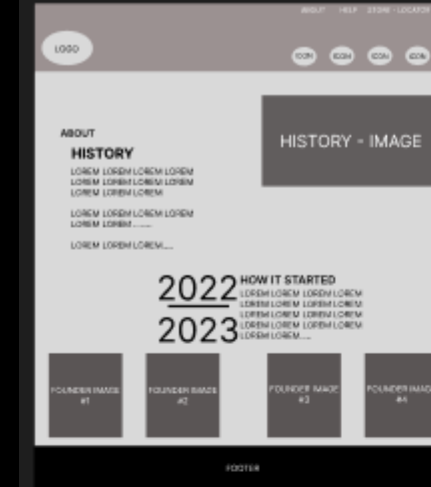 ABOUT HELP STORE - LOCATOR
LOGO
ICON ICON ICON ICON
HISTORY - IMAGE
ABOUT
HISTORY
LOREM LOREM LOREM LOREM
LOREM LOREM LOREM LOREM
LOREM LOREM LOREM
LOREM LOREM LOREM LOREM
LOREM LOREM.......
LOREM LOREM LOREM....
2022
2023
HOW IT STARTED
LOREM LOREM LOREM LOREM
LOREM LOREM LOREM LOREM
LOREM LOREM LOREM LOREM
LOREM LOREM LOREM LOREM
LOREM LOREM....
FOUNDER IMAGE
#1
FOUNDER IMAGE
#2
FOUNDER IMAGE
#3
FOUNDER IMAG
#4
FOOTER